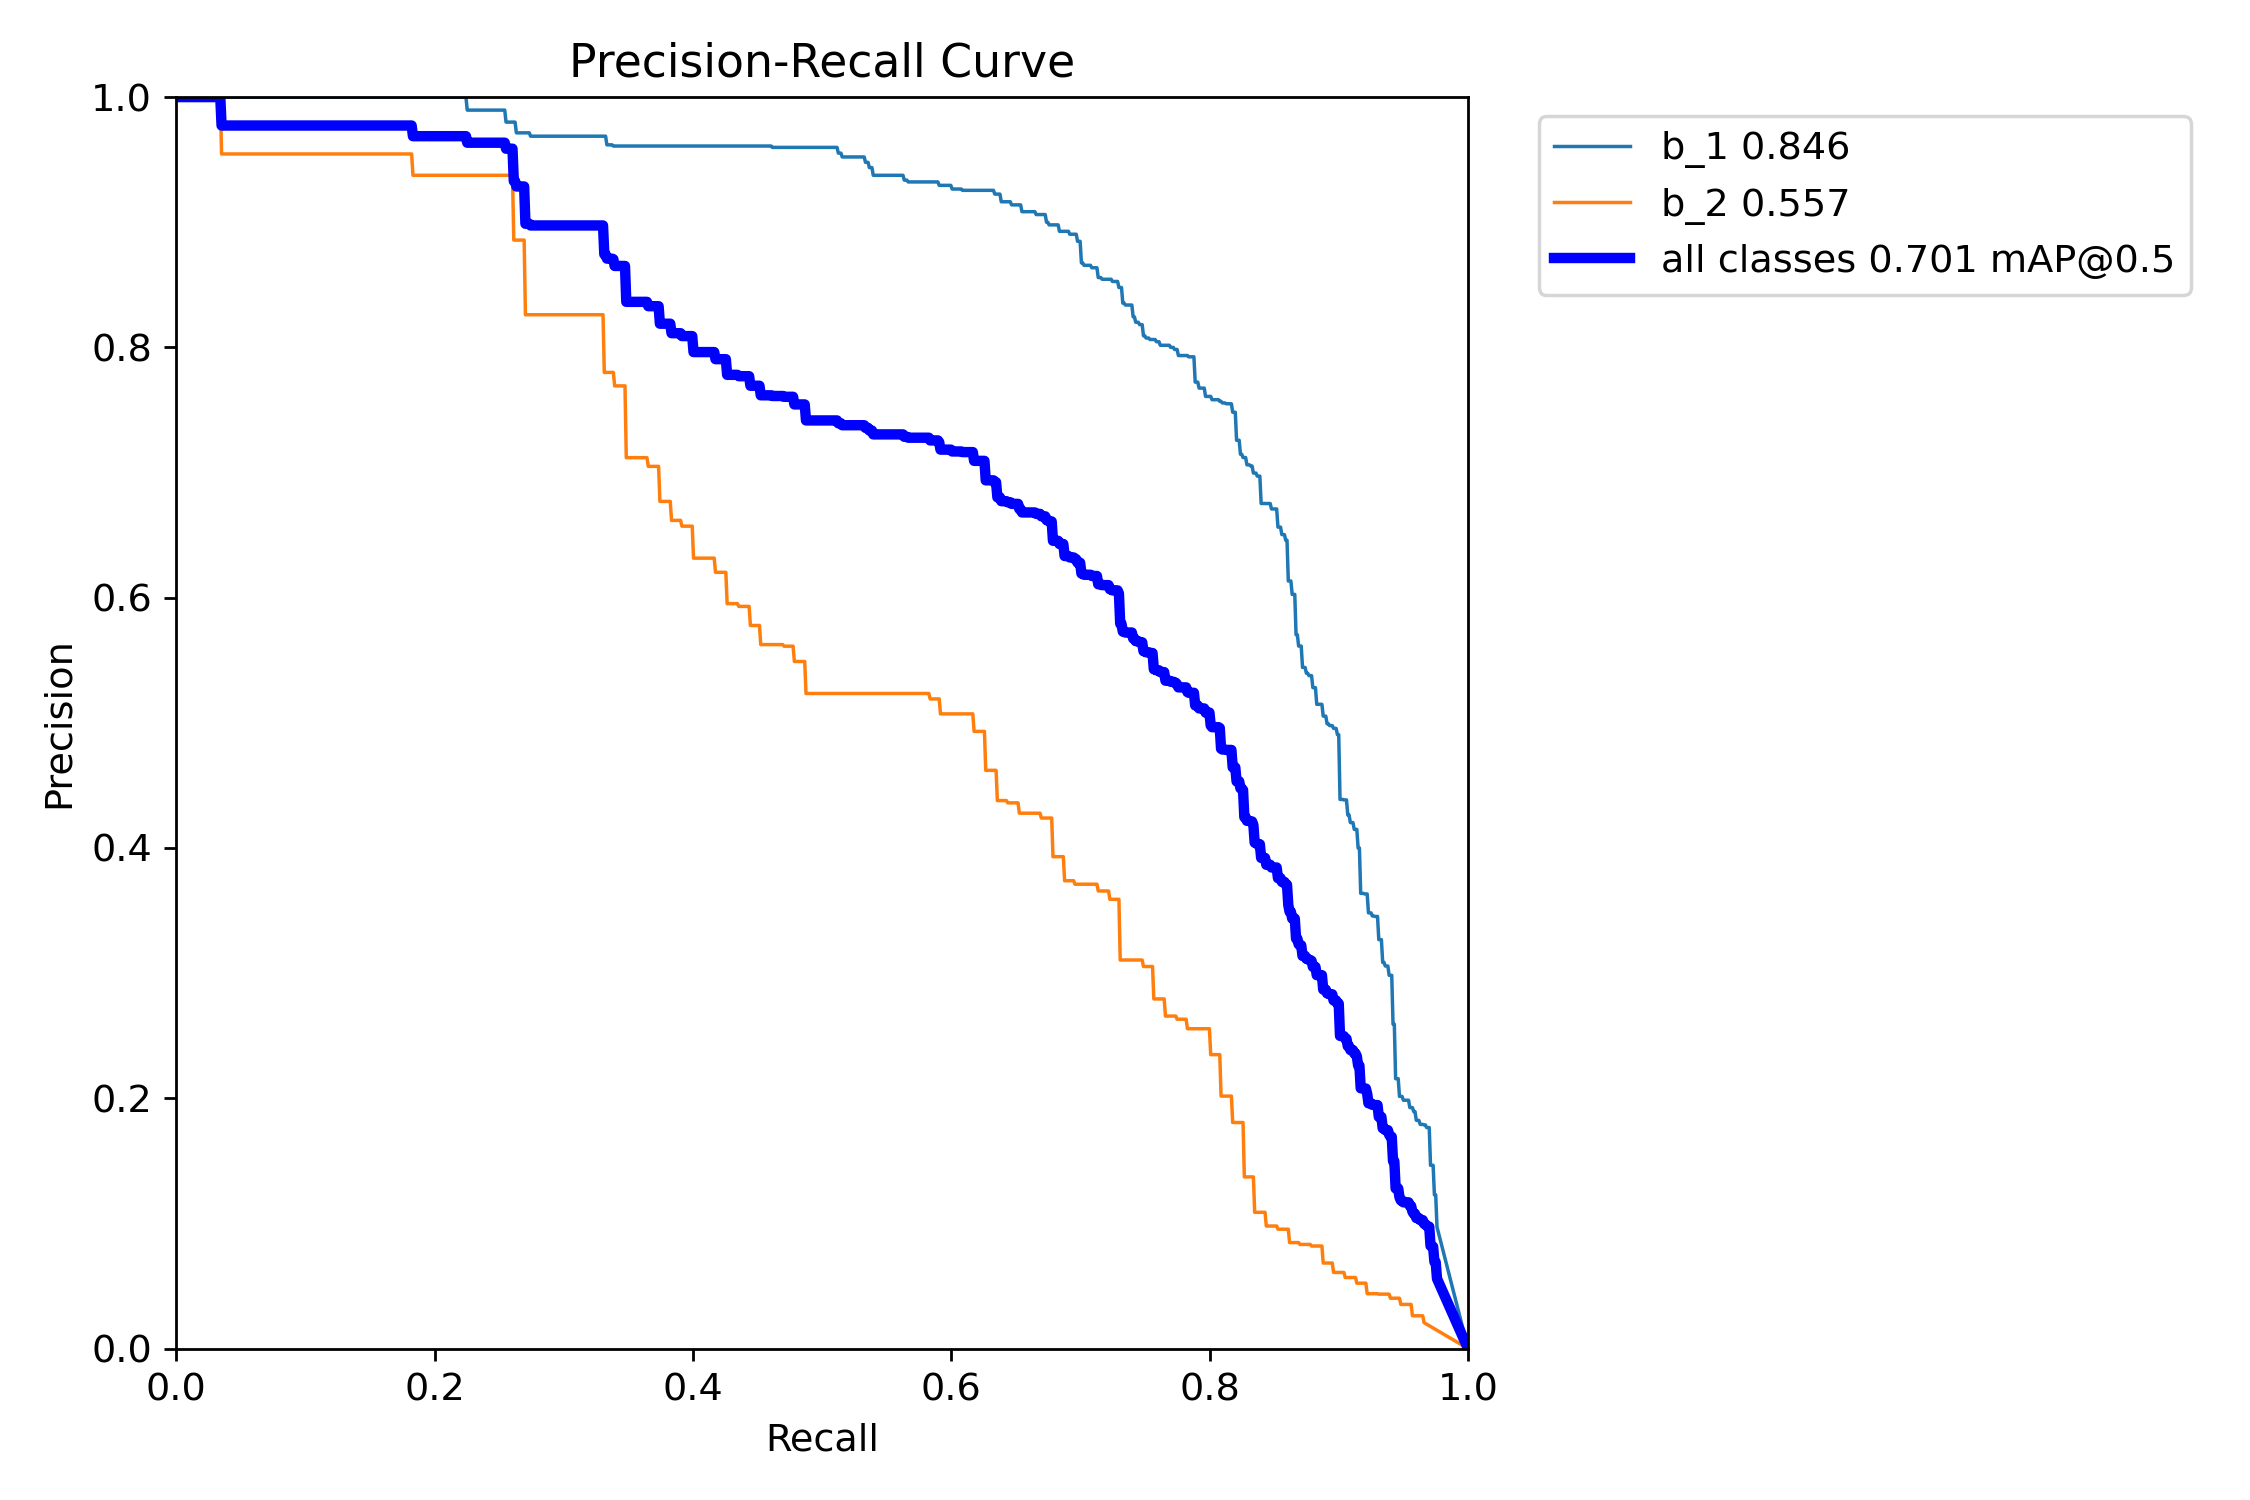 Precision-Recall Curve
b_1 0.846
b_2 0.557
all classes 0.701 mAP@0.5
Precision
1.0
0.8
0.6
0.4
0.2
0.0
0.0 0.2 0.4 0.6 0.8 1.0
Recall